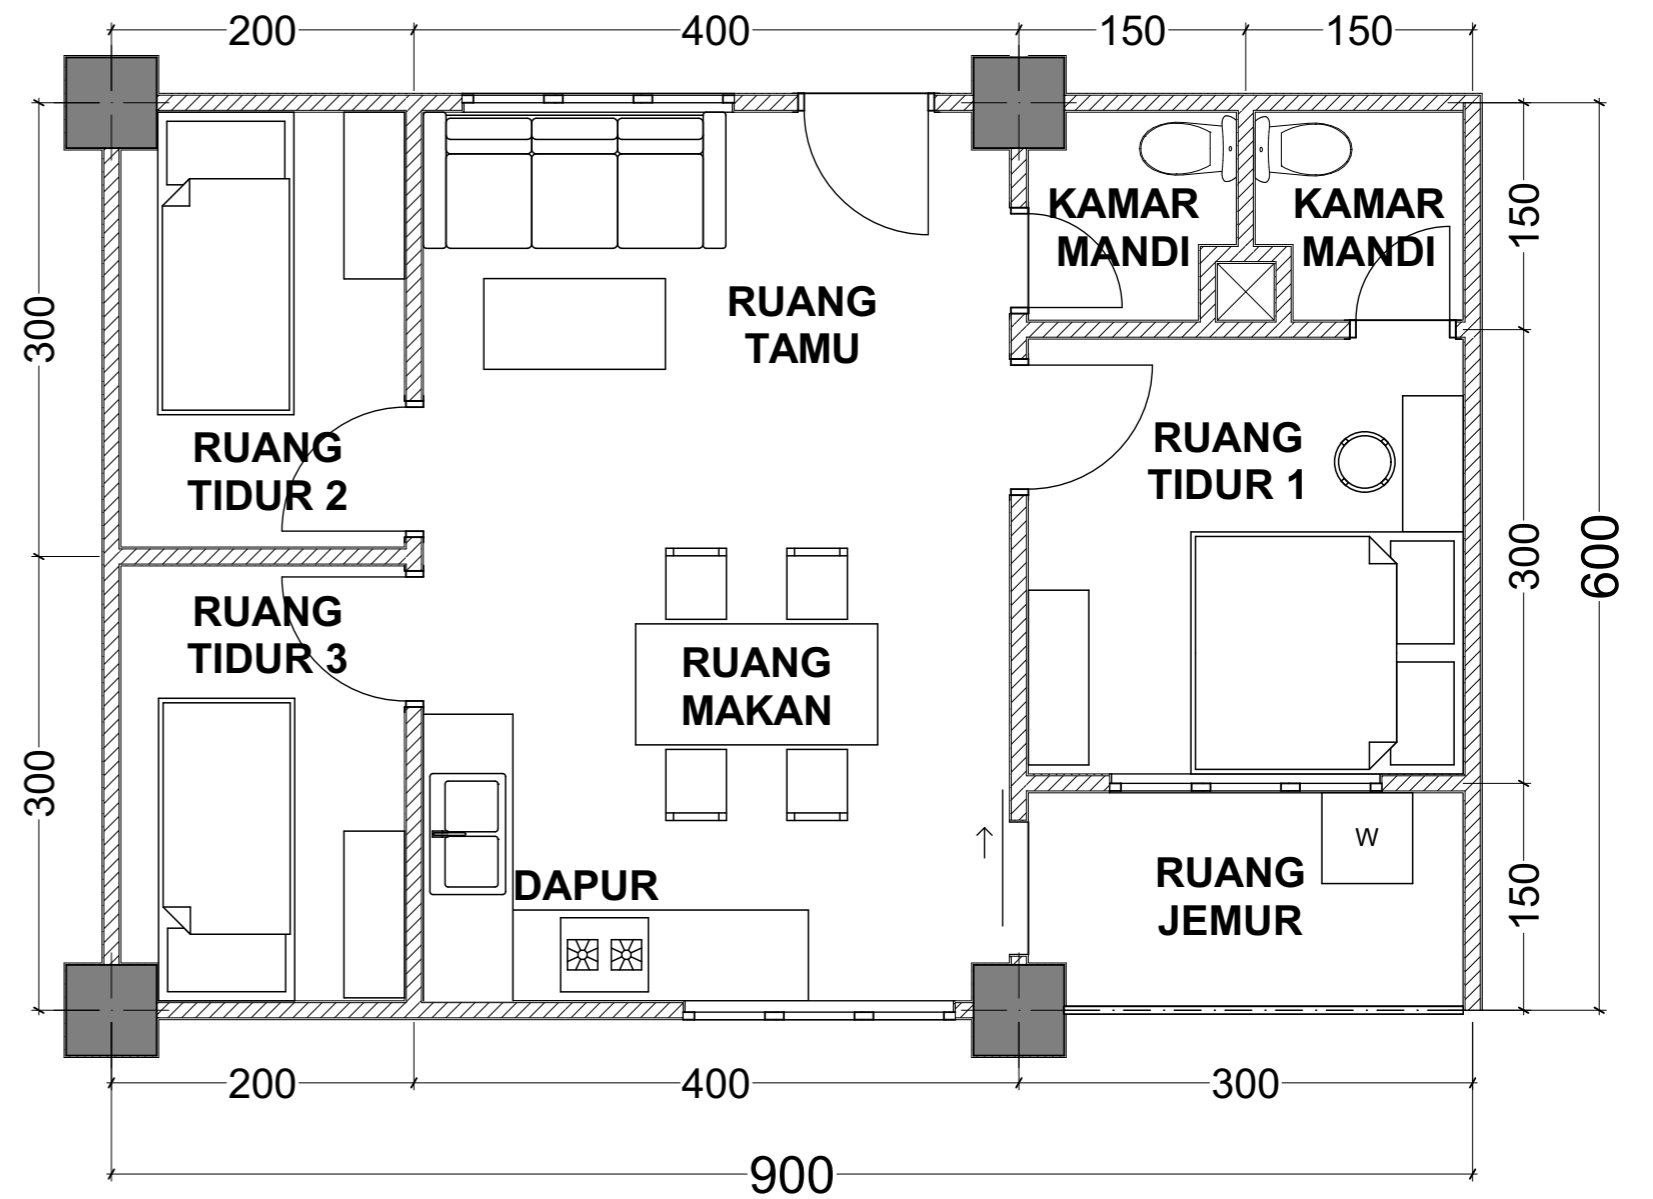 200
400
150
150
KAMAR
MANDI
KAMAR
MANDI
150
RUANG
TAMU
300
RUANG
TIDUR 2
RUANG
TIDUR 1
300
600
RUANG
TIDUR 3
RUANG
MAKAN
300
W
DAPUR
RUANG
JEMUR
150
200
400
300
900